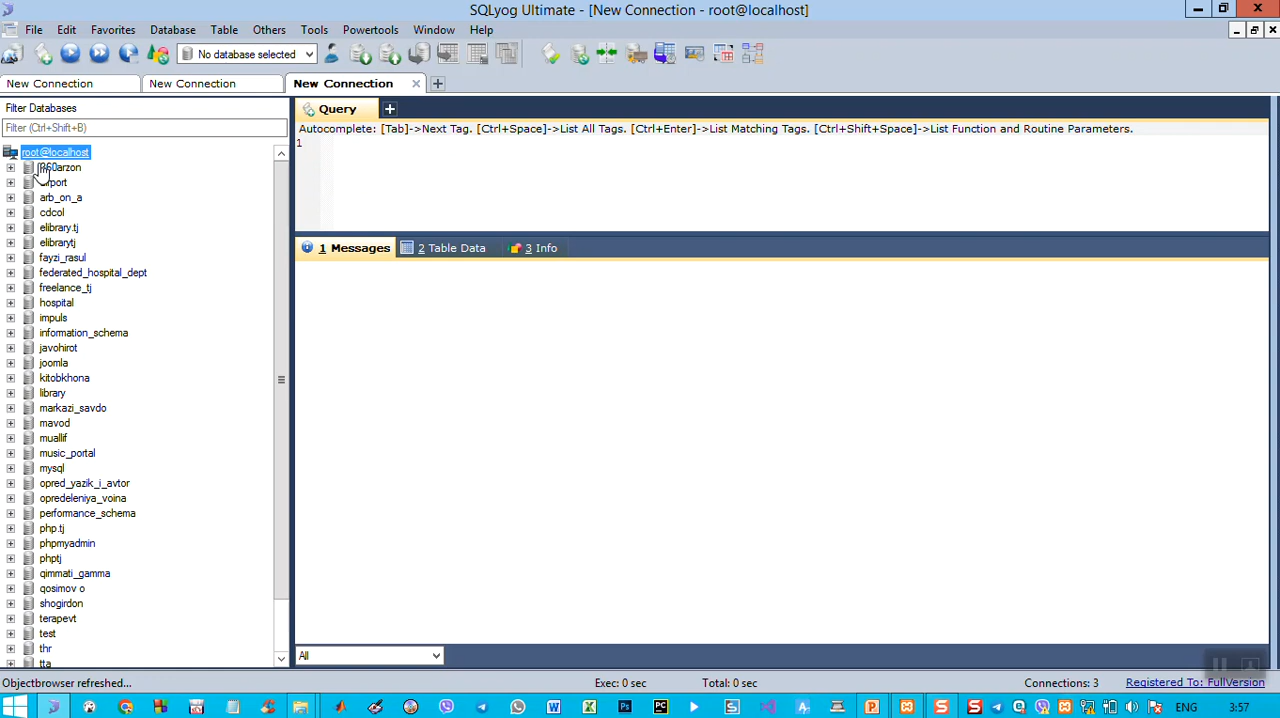 SQLyog Ultimate - [New Connection - root@localhost]
File Edit Favorites Database Table Others Tools Powertools Window Help
No database selected
New Connection New Connection New Connection
Filter Databases
Filter (Ctrl+Shift+B)
Query
Autocomplete: [Tab]->Next Tag. [Ctrl+Space]->List All Tags. [Ctrl+Enter]->List Matching Tags. [Ctrl+Shift+Space]->List Function and Routine Parameters.
1
root@localhost
arb_on_a
cdcol
elibrary.tj
elibrarytj
fayzi_rasul
federated_hospital_dept
freelance_tj
hospital
impuls
information_schema
javohirot
joomla
kitobkhona
library
markazi_savdo
mavod
muallif
music_portal
mysql
opred_yazik_i_avtor
opredeleniya_voina
performance_schema
php.tj
phpmyadmin
phptj
qimmati_gamma
qosimov o
shogirdon
terapevt
test
thr
tta
1 Messages 2 Table Data 3 Info
All
Objectbrowser refreshed... Exec: 0 sec Total: 0 sec Connections: 3 Registered To: FullVersion
ENG 3:57